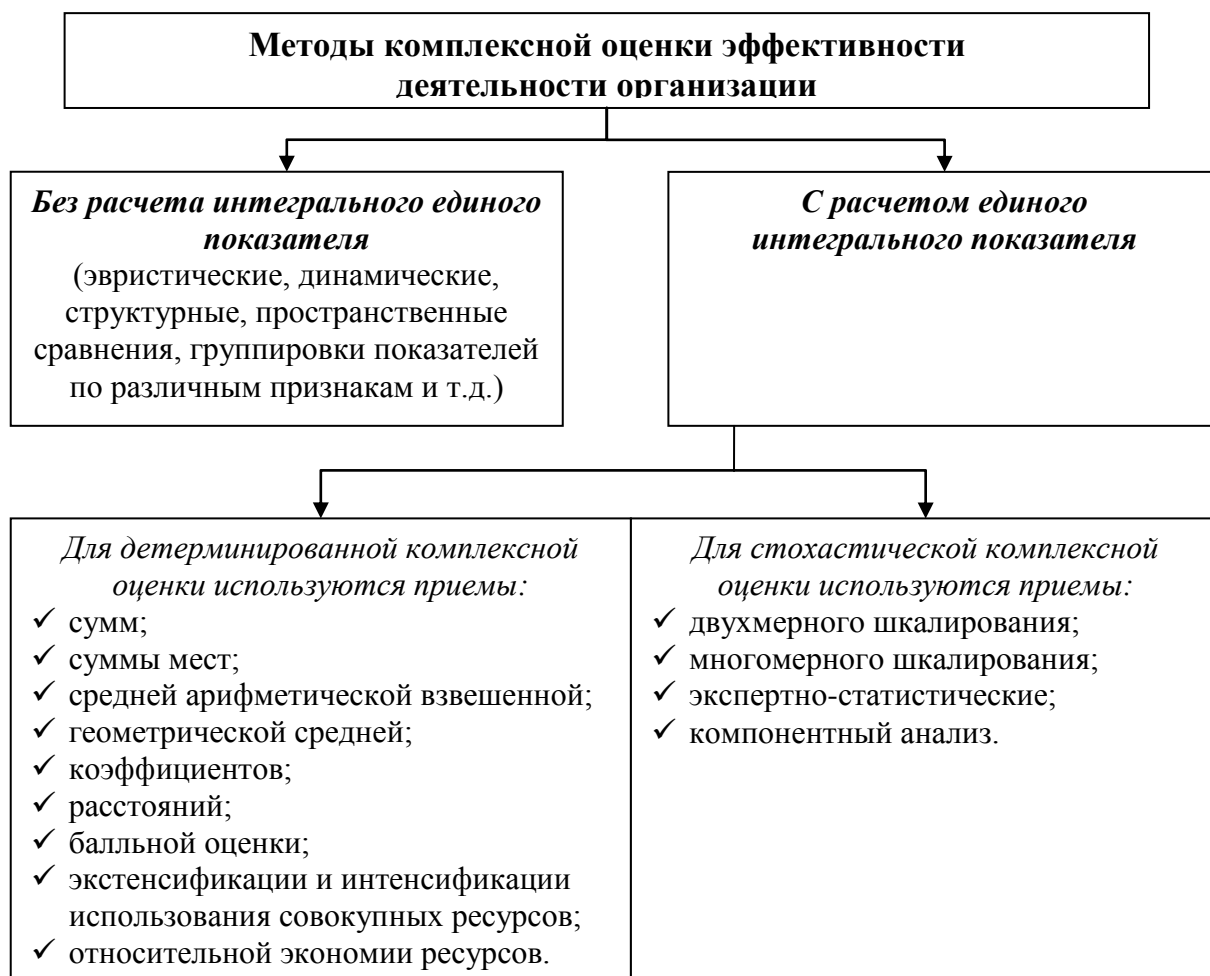 Методы комплексной оценки эффективности
деятельности организации
Без расчета интегрального единого
показателя
(эвристические, динамические,
структурные, пространственные
сравнения, группировки показателей
по различным признакам и т.д.)
С расчетом единого
интегрального показателя
Для детерминированной комплексной
оценки используются приемы:
✓ сумм;
✓ суммы мест;
✓ средней арифметической взвешенной;
✓ геометрической средней;
✓ коэффициентов;
✓ расстояний;
✓ балльной оценки;
✓ экстенсификации и интенсификации
использования совокупных ресурсов;
✓ относительной экономии ресурсов.
Для стохастической комплексной
оценки используются приемы:
✓ двухмерного шкалирования;
✓ многомерного шкалирования;
✓ экспертно-статистические;
✓ компонентный анализ.